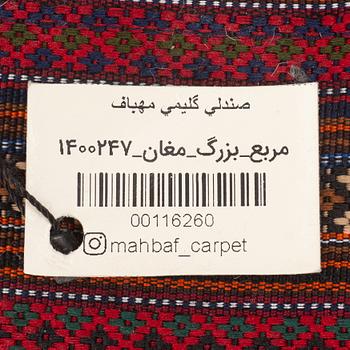 صندلي گليمي مهباف
مربع_بزرگ_مغان_۱۴۰۰۲۴۷
00116260
mahbaf_carpet